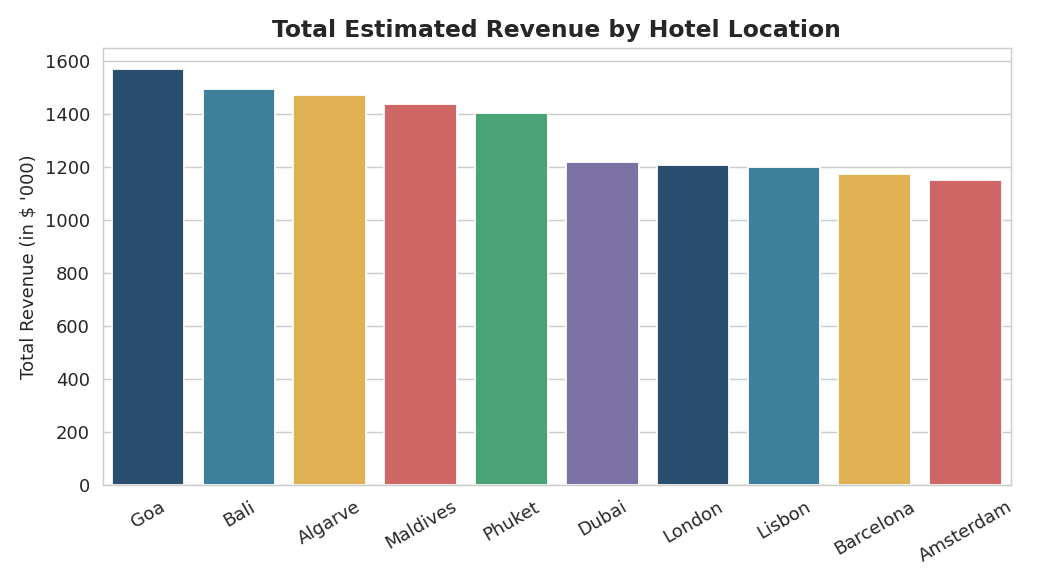 Total Estimated Revenue by Hotel Location
Total Revenue (in $ '000)
1600
1400
1200
1000
800
600
400
200
0
Goa
Bali
Algarve
Maldives
Phuket
Dubai
London
Lisbon
Barcelona
Amsterdam